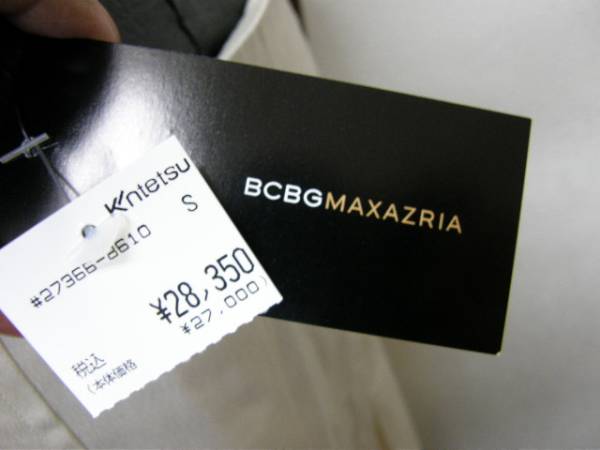 BCBGMAXAZRIA
Kintetsu
S
#27366-8610
¥28,350
¥27,000)
税込
(本体価格